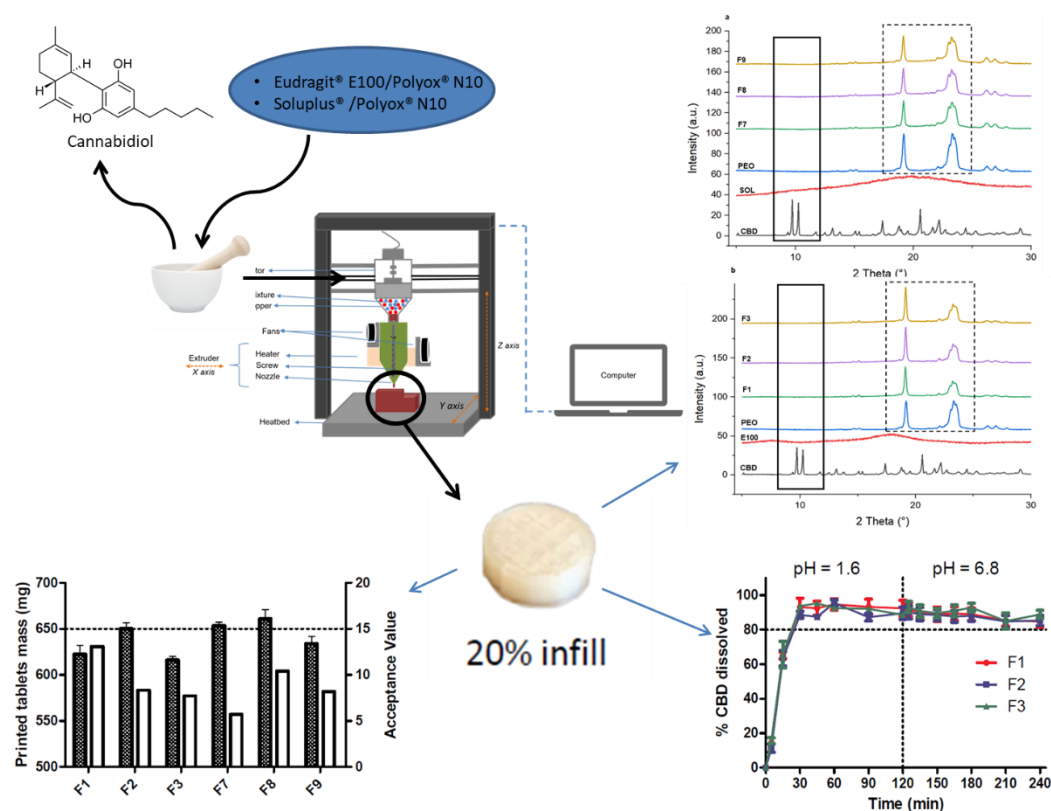 OH
H
H
HO
Cannabidiol
• Eudragit® E100/Polyox® N10
• Soluplus® /Polyox® N10
tor
ixture
pper
Fans
Extruder
X axis
Heater
Screw
Nozzle
Heatbed
Z axis
Y axis
Computer
20% infill
a
Intensity (a.u.)
200
180
160
140
120
100
80
60
40
20
0
F9
F8
F7
PEO
SOL
CBD
10
20
30
2 Theta (°)
b
Intensity (a.u.)
200
150
100
50
0
F3
F2
F1
PEO
E100
CBD
10
20
30
2 Theta (°)
Printed tablets mass (mg)
700
650
600
550
500
20
15
10
5
0
Acceptance Value
F1
F2
F3
F7
F8
F9
pH = 1.6
pH = 6.8
% CBD dissolved
100
80
60
40
20
0
F1
F2
F3
0
30
60
90
120
150
180
210
240
Time (min)